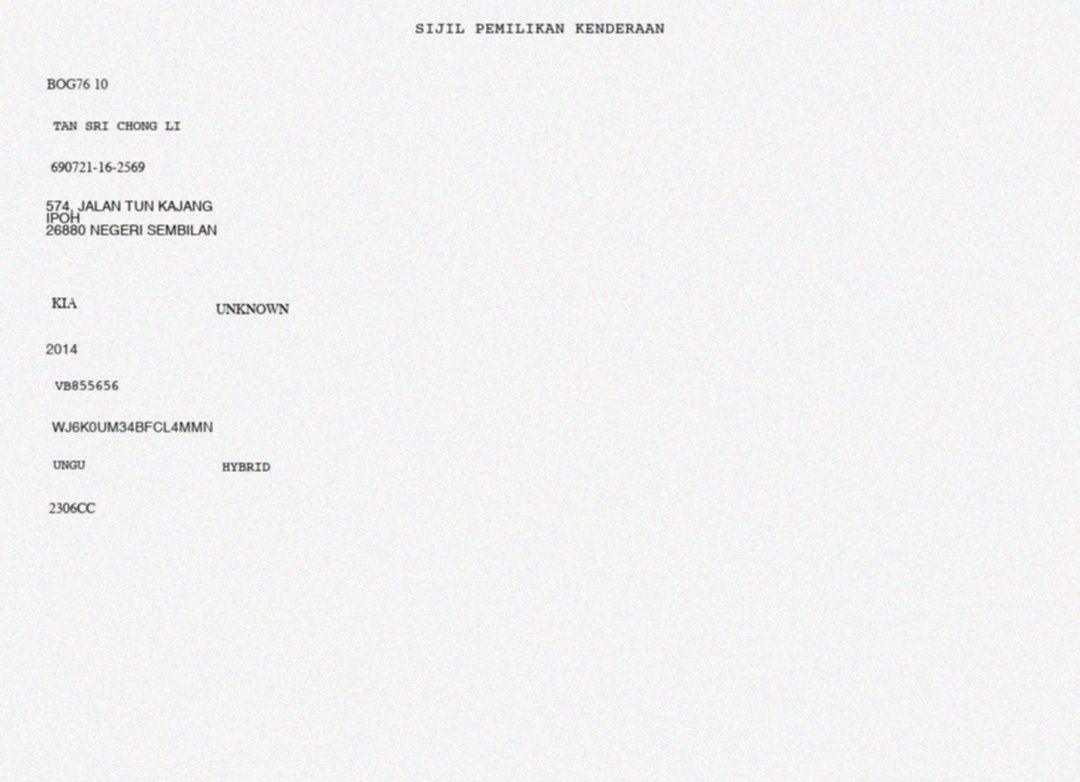 SIJIL PEMILIKAN KENDERAAN
BOG76 10
TAN SRI CHONG LI
690721-16-2569
574, JALAN TUN KAJANG
IPOH
26880 NEGERI SEMBILAN
KIA UNKNOWN
2014
VB855656
WJ6K0UM34BFCL4MMN
UNGU HYBRID
2306CC